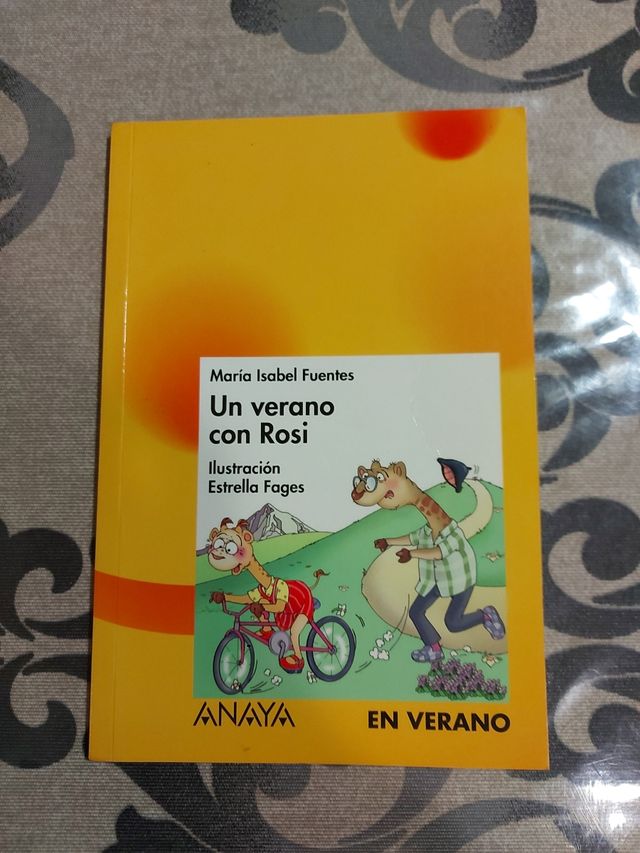 María Isabel Fuentes
Un verano
con Rosi
Ilustración
Estrella Fages
ANAYA
EN VERANO